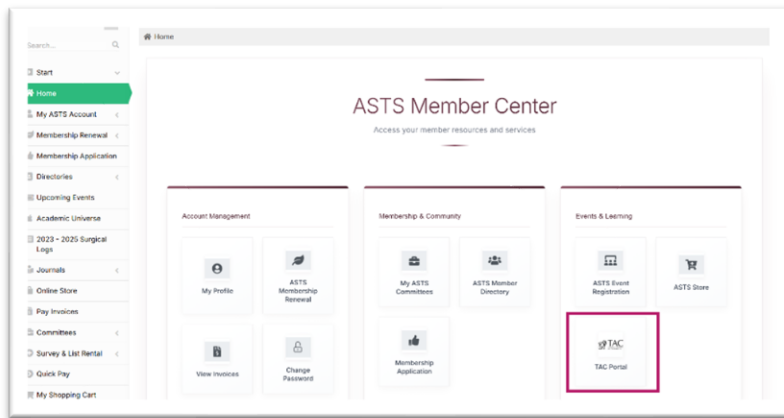 Search...
Start
Home
My ASTS Account
Membership Renewal
Membership Application
Directories
Upcoming Events
Academic Universe
2023 - 2025 Surgical
Logs
Journals
Online Store
Pay Invoices
Committees
Survey & List Rental
Quick Pay
My Shopping Cart
Home
ASTS Member Center
Access your member resources and services
Account Management
My Profile
ASTS
Membership
Renewal
View Invoices
Change
Password
Membership & Community
My ASTS
Committees
ASTS Member
Directory
Membership
Application
Events & Learning
ASTS Event
Registration
ASTS Store
TAC
TAC Portal